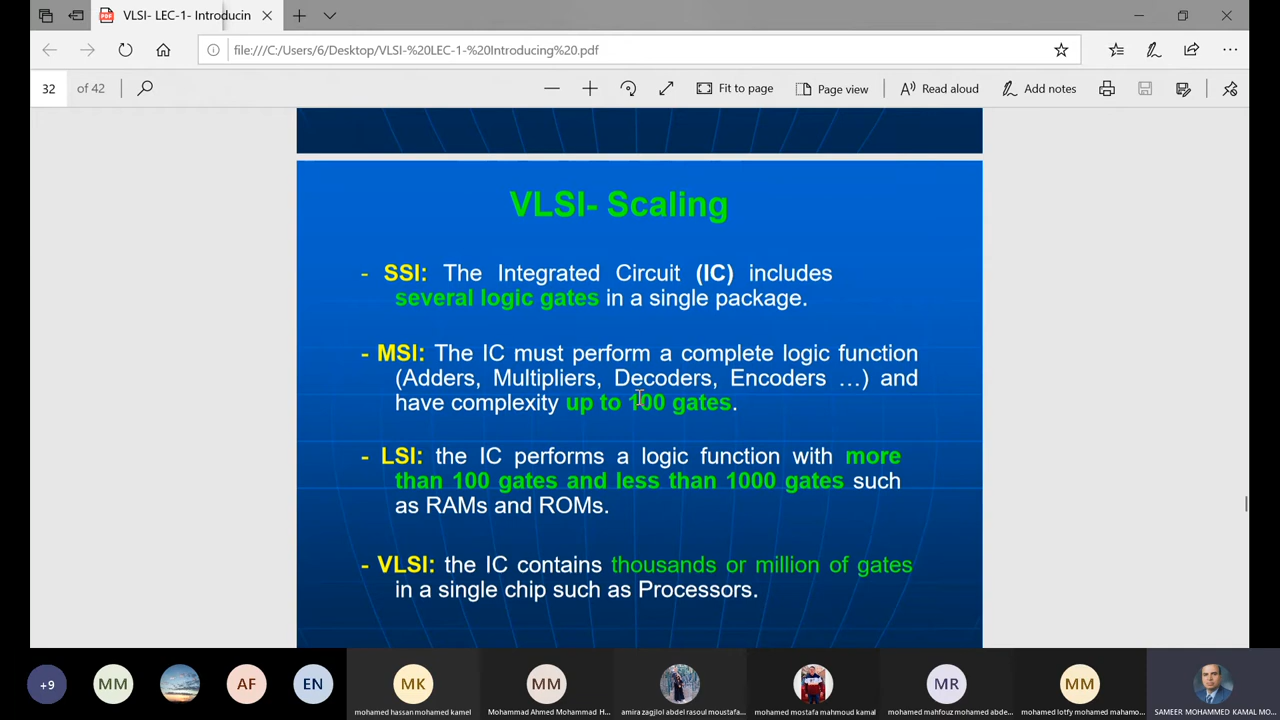 VLSI- LEC-1- Introducin
file:///C:/Users/6/Desktop/VLSI-%20LEC-1-%20Introducing%20.pdf
32 of 42
Fit to page
Page view
Read aloud
Add notes
VLSI- Scaling
- SSI: The Integrated Circuit (IC) includes
several logic gates in a single package.
- MSI: The IC must perform a complete logic function
(Adders, Multipliers, Decoders, Encoders …) and
have complexity up to 100 gates.
- LSI: the IC performs a logic function with more
than 100 gates and less than 1000 gates such
as RAMs and ROMs.
- VLSI: the IC contains thousands or million of gates
in a single chip such as Processors.
+9
MM
AF
EN
MK
MM
MR
MM
mohamed hassan mohamed kamel
Mohammad Ahmed Mohammad H...
amira zagjlol abdel rasoul moustafa...
mohamed mostafa mahmoud kamal
mohamed mahfouz mohamed abde...
mohamed lotfy mohamed mahamo...
SAMEER MOHAMMED KAMAL MO...